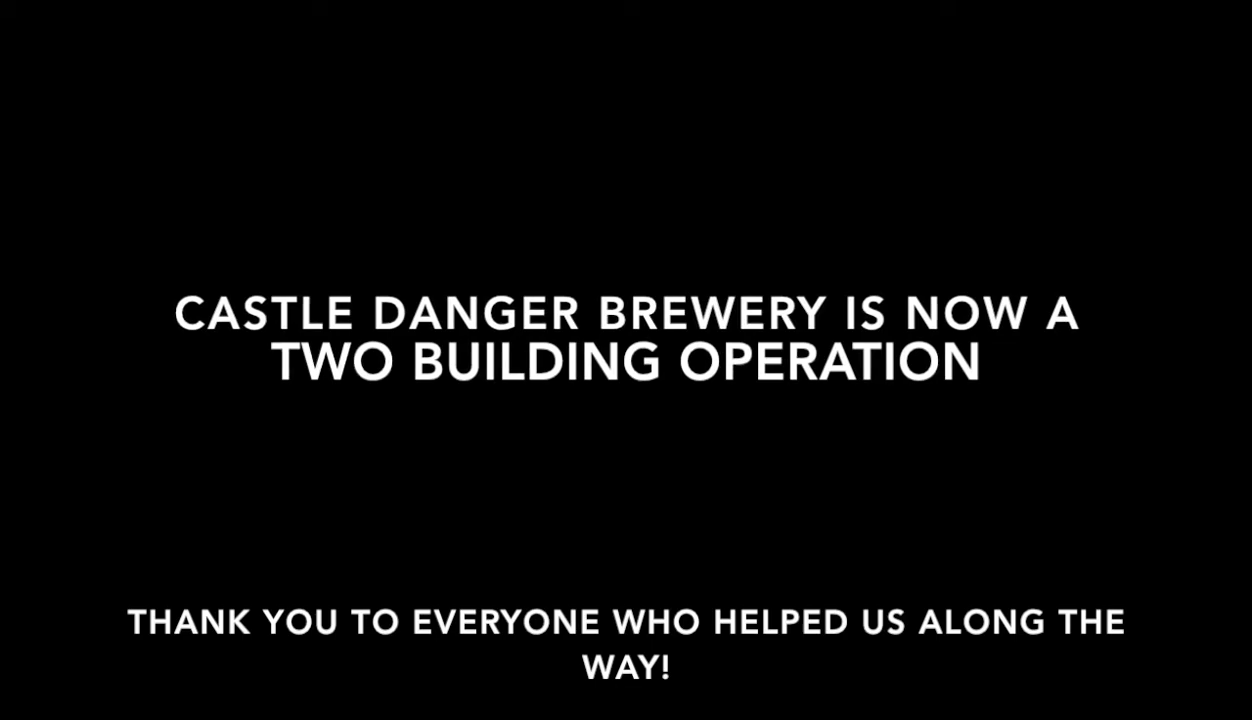 CASTLE DANGER BREWERY IS NOW A
TWO BUILDING OPERATION
THANK YOU TO EVERYONE WHO HELPED US ALONG THE
WAY!